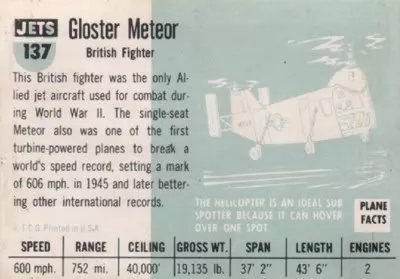 JETS
137
Gloster Meteor
British Fighter
This British fighter was the only Al-
lied jet aircraft used for combat dur-
ing World War II. The single-seat
Meteor also was one of the first
turbine-powered planes to break a
world's speed record, setting a mark
of 606 mph. in 1945 and later better-
ing other international records.
© T. C. G. Printed in U.S.A.
THE HELICOPTER IS AN IDEAL SUB
SPOTTER BECAUSE IT CAN HOVER
OVER ONE SPOT.
PLANE
FACTS
SPEED RANGE CEILING GROSS WT. SPAN LENGTH ENGINES
600 mph. 752 mi. 40,000' 19,135 lb. 37' 2" 43' 6" 2